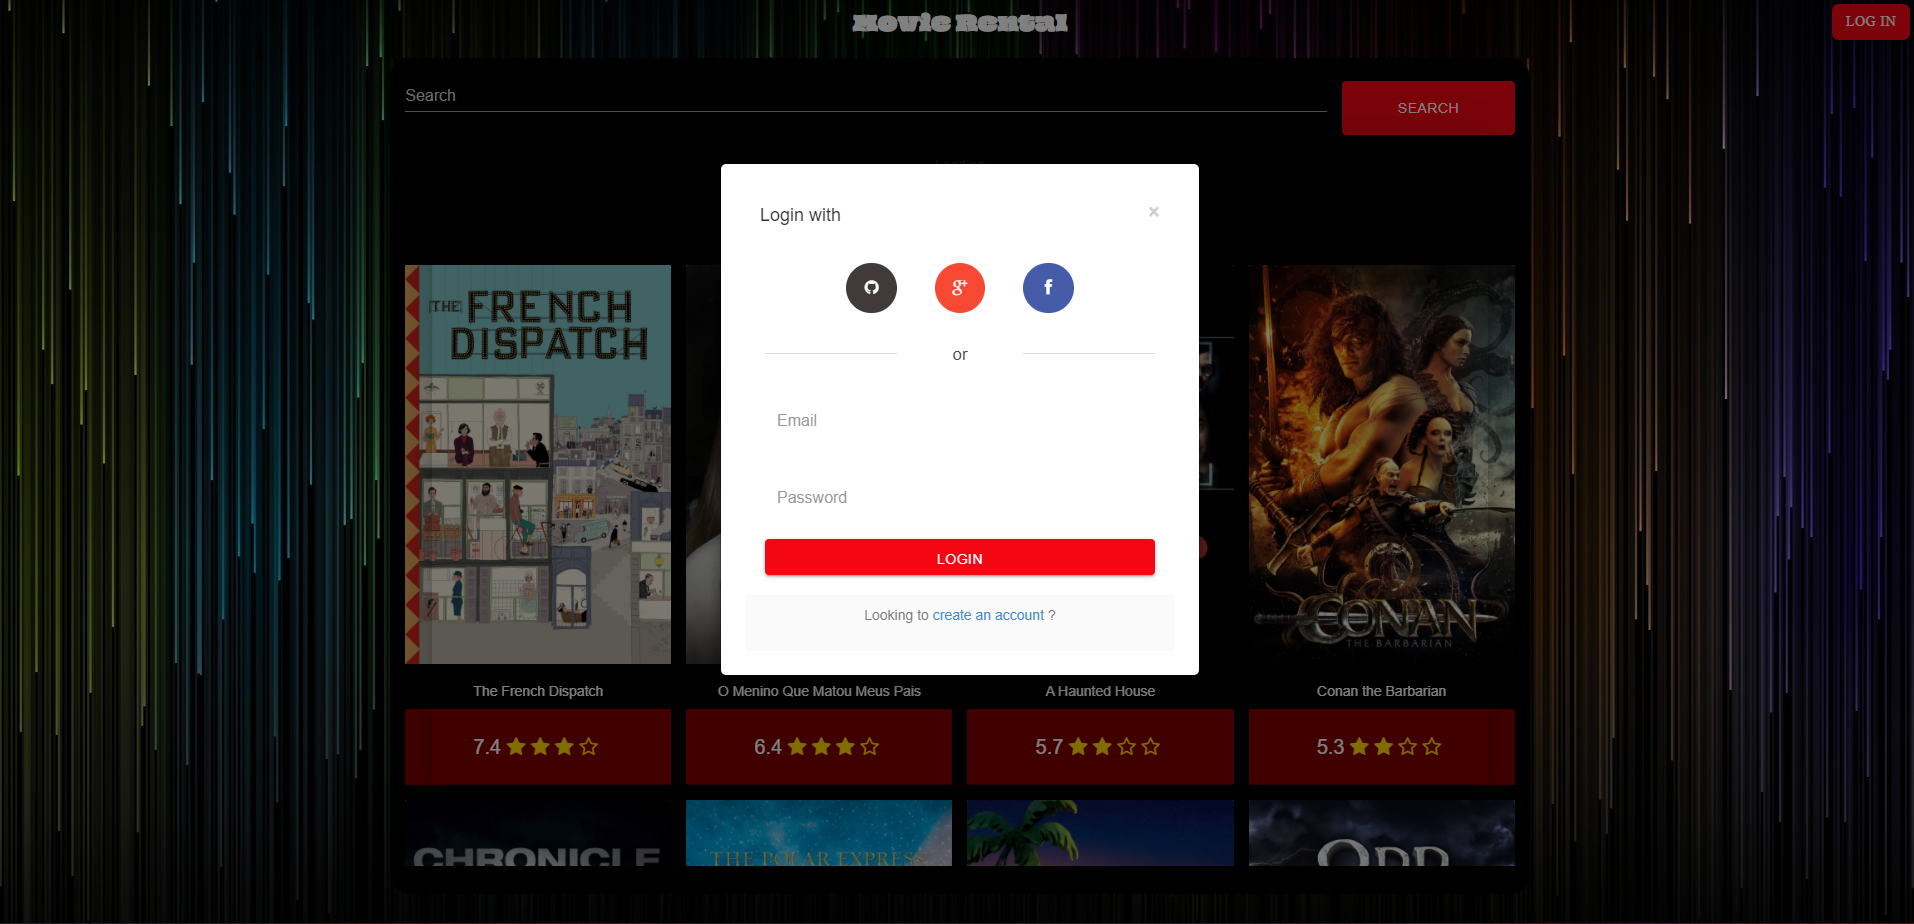 Movie Rental
LOG IN
Search
SEARCH
Login with
×
or
Email
Password
LOGIN
Looking to create an account ?
THE FRENCH
DISPATCH
CONAN
THE BARBARIAN
The French Dispatch
O Menino Que Matou Meus Pais
A Haunted House
Conan the Barbarian
7.4
6.4
5.7
5.3
CHRONICLE
THE POLAR EXPRESS
ODD